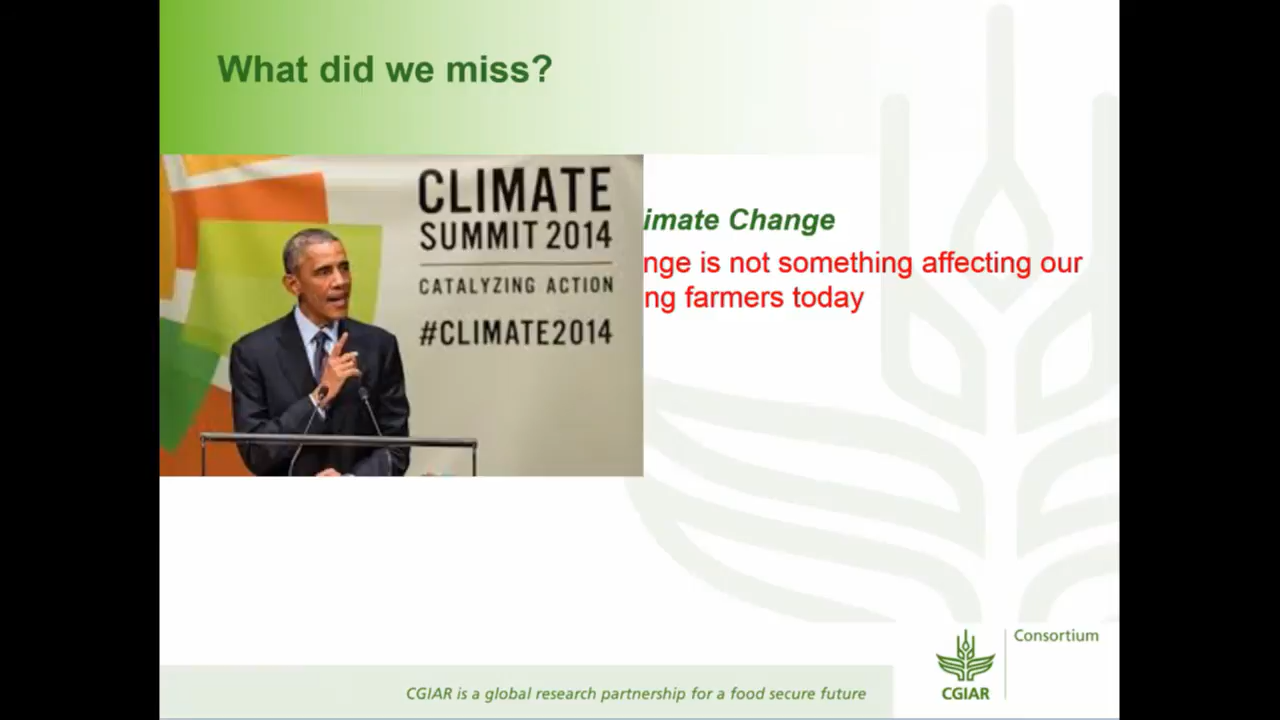 What did we miss?
CLIMATE
SUMMIT 2014
CATALYZING ACTION
#CLIMATE2014
imate Change
nge is not something affecting our
ng farmers today
Consortium
CGIAR
CGIAR is a global research partnership for a food secure future